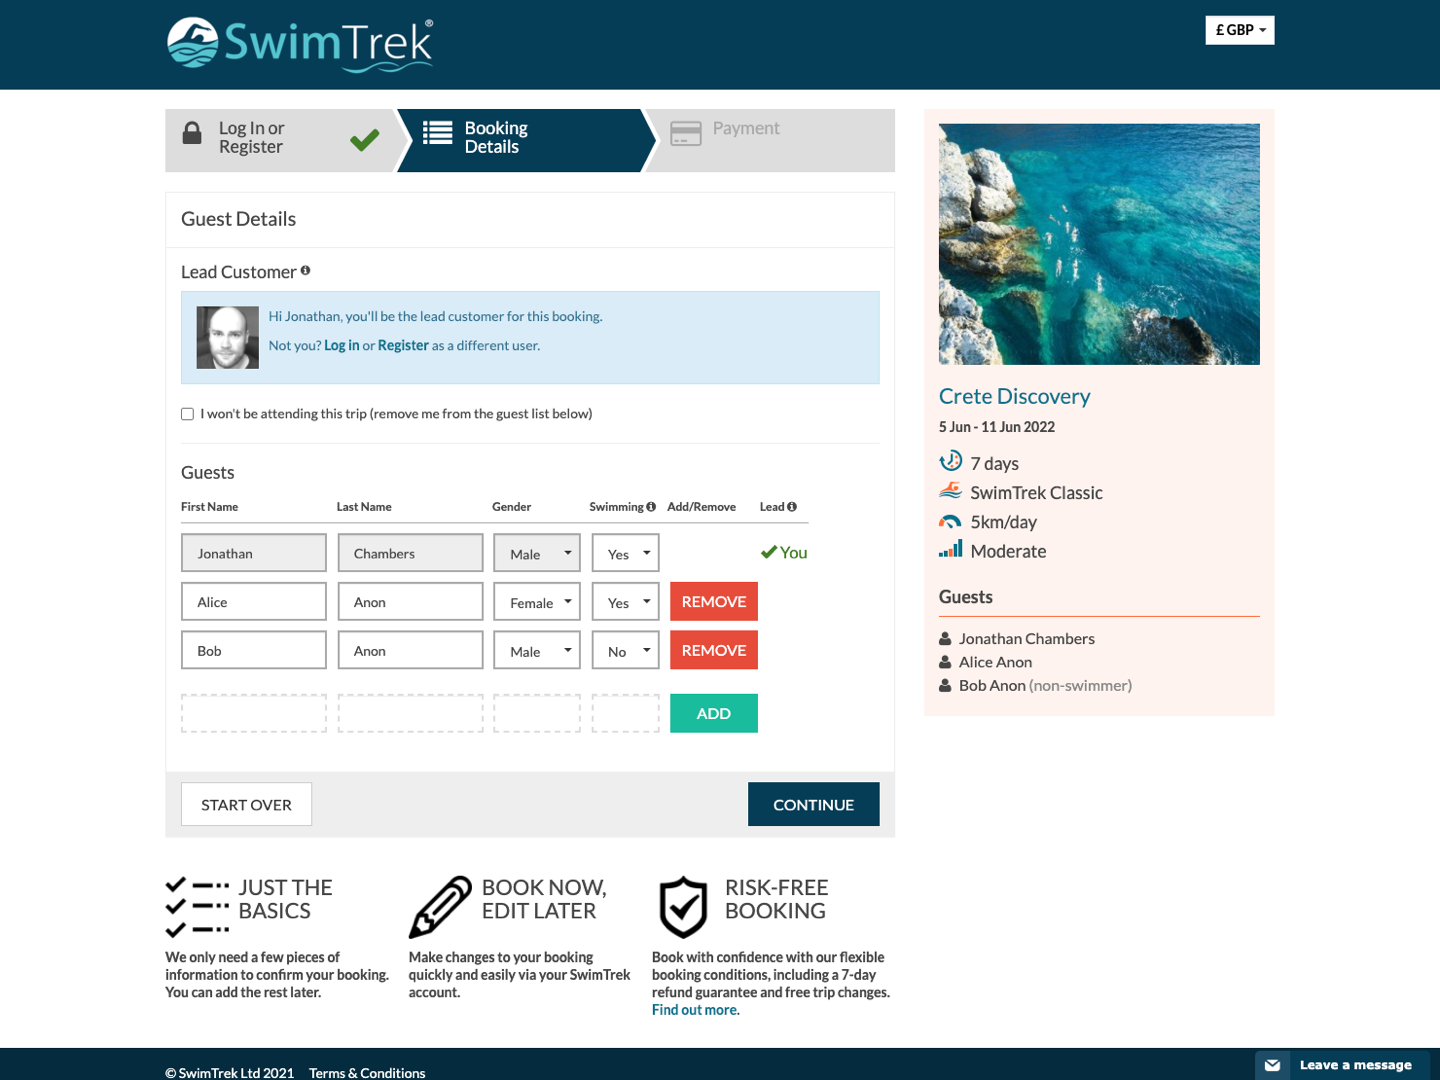 SwimTrek®
£ GBP
Log In or
Register
Booking
Details
Payment
Guest Details
Lead Customer
Hi Jonathan, you'll be the lead customer for this booking.
Not you? Log in or Register as a different user.
I won't be attending this trip (remove me from the guest list below)
Guests
First Name Last Name Gender Swimming Add/Remove Lead
Jonathan Chambers Male Yes You
Alice Anon Female Yes REMOVE
Bob Anon Male No REMOVE
ADD
START OVER CONTINUE
Crete Discovery
5 Jun - 11 Jun 2022
7 days
SwimTrek Classic
5km/day
Moderate
Guests
Jonathan Chambers
Alice Anon
Bob Anon (non-swimmer)
JUST THE
BASICS
We only need a few pieces of
information to confirm your booking.
You can add the rest later.
BOOK NOW,
EDIT LATER
Make changes to your booking
quickly and easily via your SwimTrek
account.
RISK-FREE
BOOKING
Book with confidence with our flexible
booking conditions, including a 7-day
refund guarantee and free trip changes.
Find out more.
© SwimTrek Ltd 2021 Terms & Conditions
Leave a message